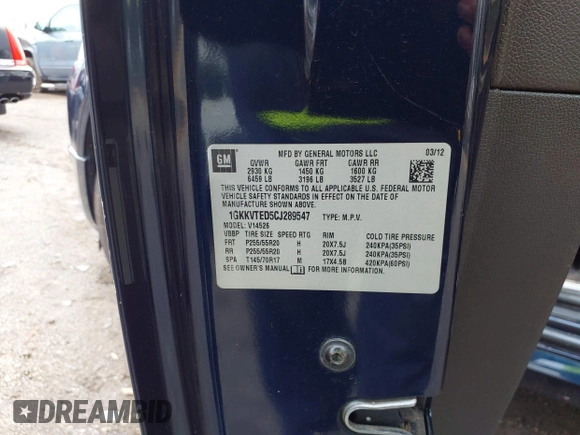 GM
MFD BY GENERAL MOTORS LLC 03/12
GVWR GAWR FRT GAWR RR
2930 KG 1450 KG 1600 KG
6459 LB 3196 LB 3527 LB
THIS VEHICLE CONFORMS TO ALL APPLICABLE U.S. FEDERAL MOTOR
VEHICLE SAFETY STANDARDS IN EFFECT ON THE DATE OF
MANUFACTURE SHOWN ABOVE.
1GKKVTED5CJ289547 TYPE: M.P.V.
MODEL: V14526
UBBP TIRE SIZE SPEED RTG RIM COLD TIRE PRESSURE
FRT P255/55R20 H 20X7.5J 240KPA(35PSI)
RR P255/55R20 H 20X7.5J 240KPA(35PSI)
SPA T145/70R17 M 17X4.5B 420KPA(60PSI)
SEE OWNER'S MANUAL FOR MORE INFORMATION.
DREAMBID